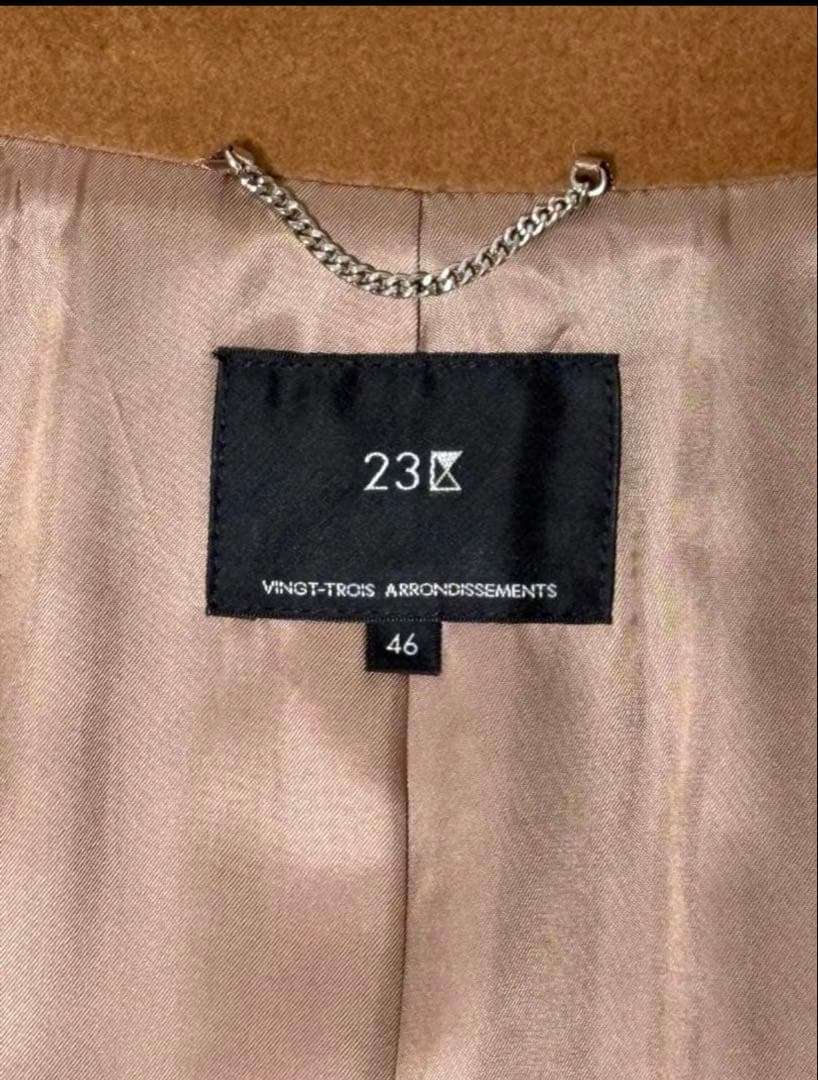 23区
VINGT-TROIS ARRONDISSEMENTS
46